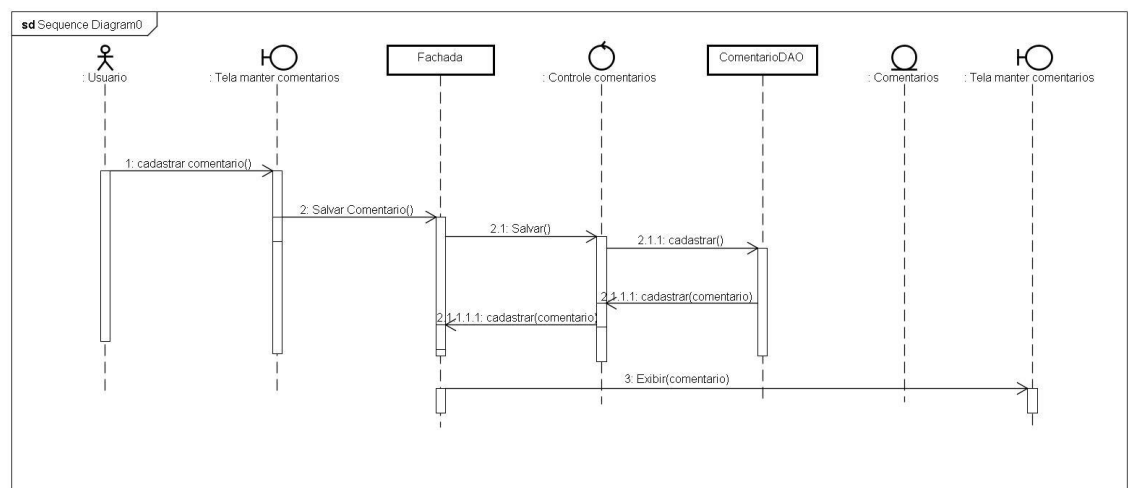 sd Sequence Diagram0
: Usuario
: Tela manter comentarios
Fachada
: Controle comentarios
ComentarioDAO
: Comentarios
: Tela manter comentarios
1: cadastrar comentario()
2: Salvar Comentario()
2.1: Salvar()
2.1.1: cadastrar()
2.1.1.1: cadastrar(comentario)
2.1.1.1.1: cadastrar(comentario)
3: Exibir(comentario)